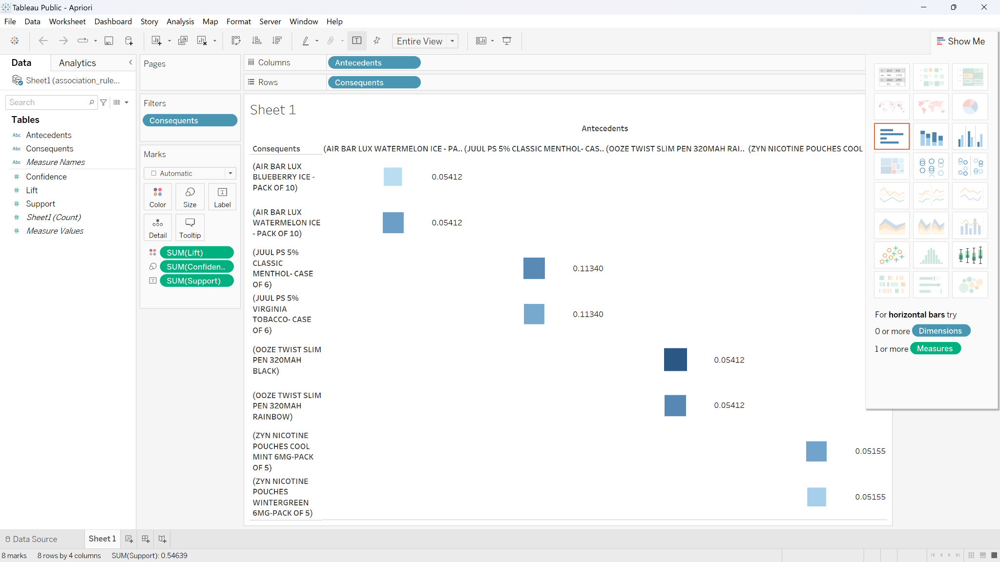 Tableau Public - Apriori
File Data Worksheet Dashboard Story Analysis Map Format Server Window Help
Entire View
Show Me
Data
Analytics
Sheet1 (association_rule...
Search
Tables
Abc Antecedents
Abc Consequents
Abc Measure Names
# Confidence
# Lift
# Support
# Sheet1 (Count)
# Measure Values
Pages
Filters
Consequents
Marks
Automatic
Color
Size
Label
Detail
Tooltip
SUM(Lift)
SUM(Confiden..
SUM(Support)
Columns
Antecedents
Rows
Consequents
Sheet 1
Antecedents
Consequents
(AIR BAR LUX WATERMELON ICE - PA..
(JUUL PS 5% CLASSIC MENTHOL- CAS..
(OOZE TWIST SLIM PEN 320MAH RAI..
(ZYN NICOTINE POUCHES COOL
(AIR BAR LUX
BLUEBERRY ICE -
PACK OF 10)
0.05412
(AIR BAR LUX
WATERMELON ICE
- PACK OF 10)
0.05412
(JUUL PS 5%
CLASSIC
MENTHOL- CASE
OF 6)
0.11340
(JUUL PS 5%
VIRGINIA
TOBACCO- CASE
OF 6)
0.11340
(OOZE TWIST SLIM
PEN 320MAH
BLACK)
0.05412
(OOZE TWIST SLIM
PEN 320MAH
RAINBOW)
0.05412
(ZYN NICOTINE
POUCHES COOL
MINT 6MG-PACK
OF 5)
0.05155
(ZYN NICOTINE
POUCHES
WINTERGREEN
6MG-PACK OF 5)
0.05155
For horizontal bars try
0 or more Dimensions
1 or more Measures
Data Source
Sheet 1
8 marks
8 rows by 4 columns
SUM(Support): 0.54639